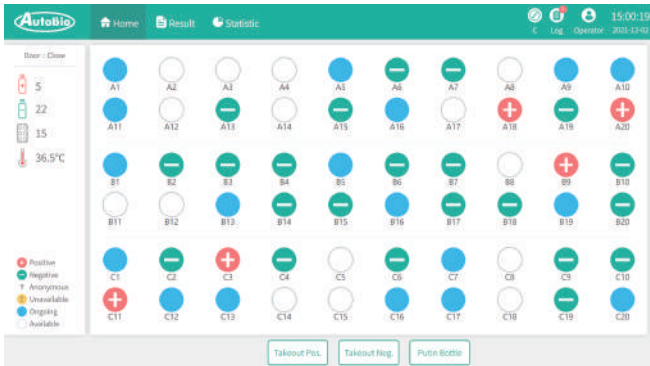 AutoBio Home Result Statistic C Log Operator 15:00:19
2021-12-02
Door : Close
5
22
15
36.5°C
A1 A2 A3 A4 A5 A6 A7 A8 A9 A10
A11 A12 A13 A14 A15 A16 A17 A18 A19 A20
B1 B2 B3 B4 B5 B6 B7 B8 B9 B10
B11 B12 B13 B14 B15 B16 B17 B18 B19 B20
C1 C2 C3 C4 C5 C6 C7 C8 C9 C10
C11 C12 C13 C14 C15 C16 C17 C18 C19 C20
Positive
Negative
? Anonymous
Unavailable
Ongoing
Available
Takeout Pos. Takeout Neg. Putin Bottle